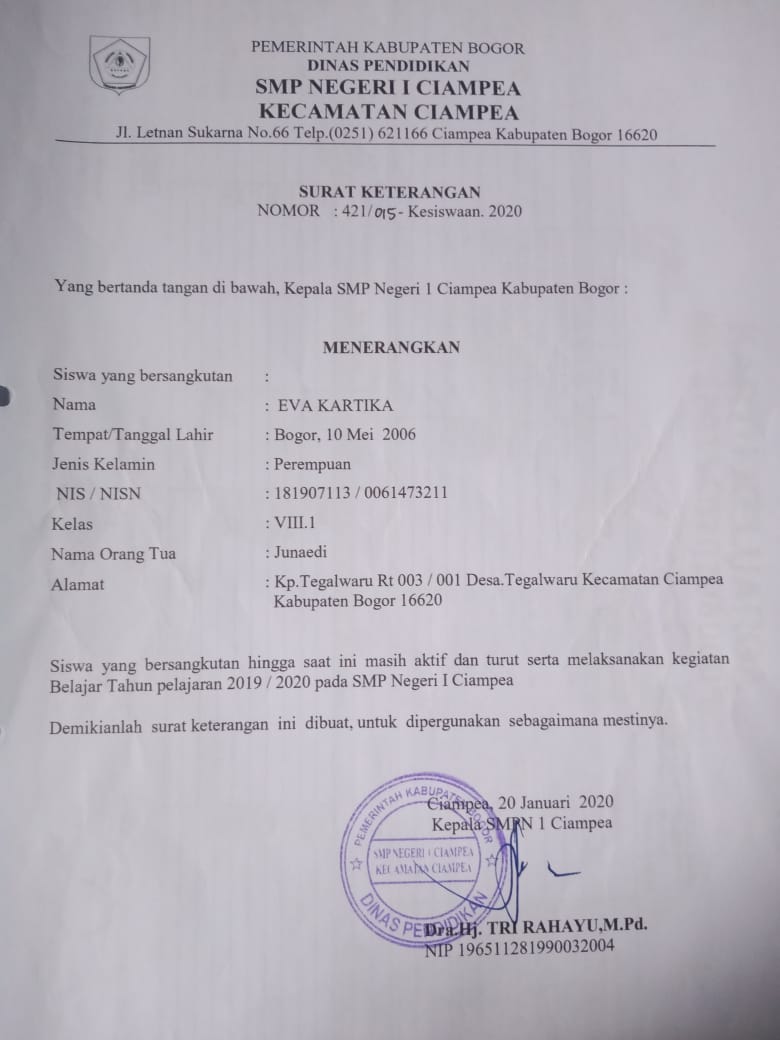 PEMERINTAH KABUPATEN BOGOR
DINAS PENDIDIKAN
SMP NEGERI I CIAMPEA
KECAMATAN CIAMPEA
Jl. Letnan Sukarna No.66 Telp.(0251) 621166 Ciampea Kabupaten Bogor 16620
SURAT KETERANGAN
NOMOR : 421/015- Kesiswaan. 2020
Yang bertanda tangan di bawah, Kepala SMP Negeri 1 Ciampea Kabupaten Bogor :
MENERANGKAN
Siswa yang bersangkutan :
Nama : EVA KARTIKA
Tempat/Tanggal Lahir : Bogor, 10 Mei 2006
Jenis Kelamin : Perempuan
NIS / NISN : 181907113 / 0061473211
Kelas : VIII.1
Nama Orang Tua : Junaedi
Alamat : Kp.Tegalwaru Rt 003 / 001 Desa.Tegalwaru Kecamatan Ciampea
Kabupaten Bogor 16620
Siswa yang bersangkutan hingga saat ini masih aktif dan turut serta melaksanakan kegiatan
Belajar Tahun pelajaran 2019 / 2020 pada SMP Negeri I Ciampea
Demikianlah surat keterangan ini dibuat, untuk dipergunakan sebagaimana mestinya.
Ciampea, 20 Januari 2020
Kepala SMPN 1 Ciampea
PEMERINTAH KABUPATEN BOGOR
SMP NEGERI 1 CIAMPEA
KECAMATAN CIAMPEA
DINAS PENDIDIKAN
Dra.Hj. TRI RAHAYU,M.Pd.
NIP 196511281990032004